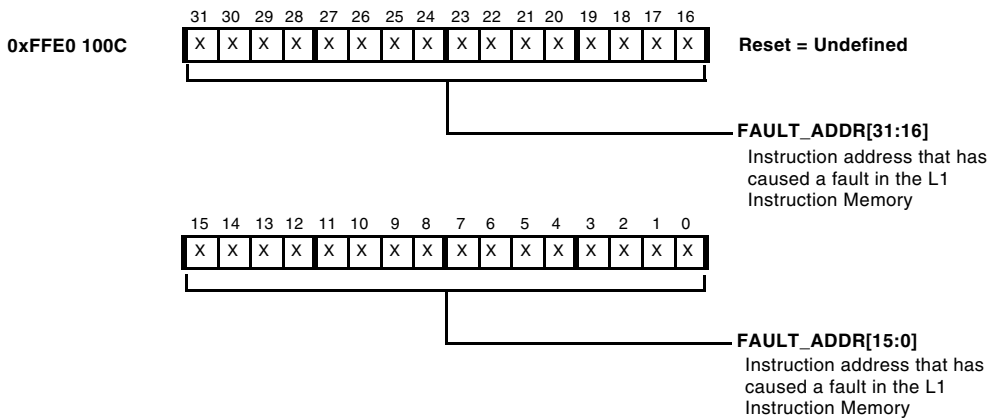 31 30 29 28 27 26 25 24 23 22 21 20 19 18 17 16
0xFFE0 100C X X X X X X X X X X X X X X X X Reset = Undefined
FAULT_ADDR[31:16]
Instruction address that has
caused a fault in the L1
Instruction Memory
15 14 13 12 11 10 9 8 7 6 5 4 3 2 1 0
X X X X X X X X X X X X X X X X
FAULT_ADDR[15:0]
Instruction address that has
caused a fault in the L1
Instruction Memory